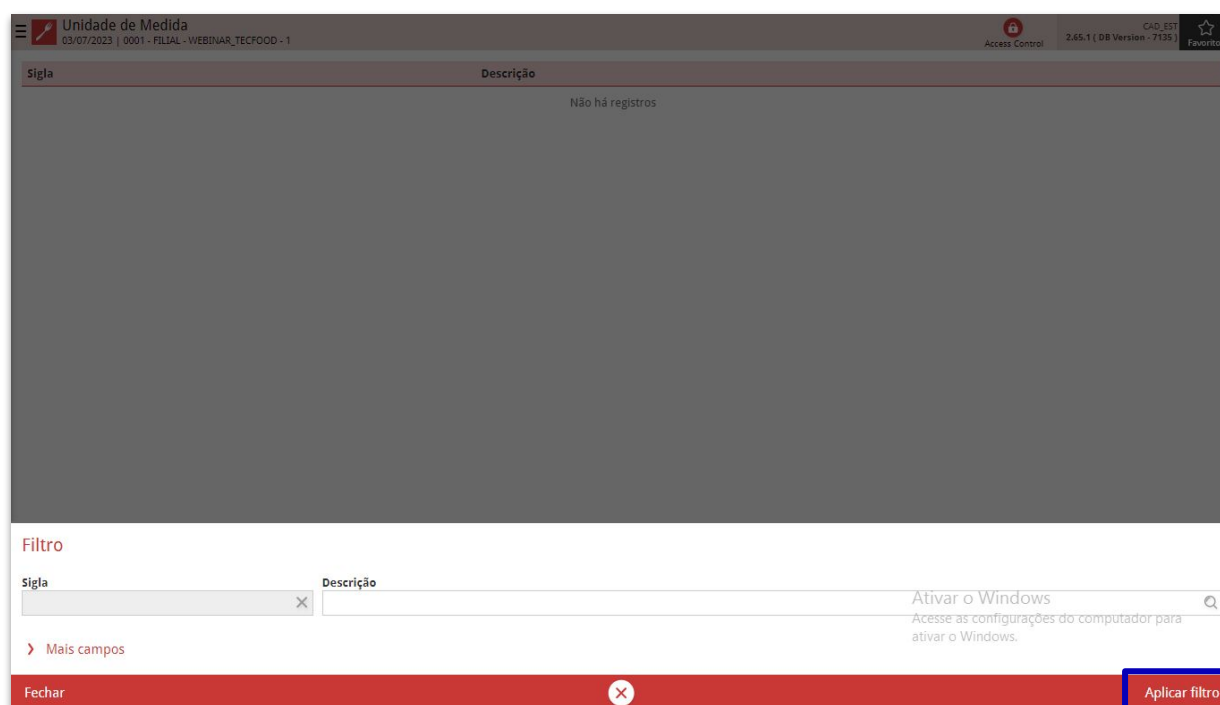 Unidade de Medida
03/07/2023 | 0001 - FILIAL - WEBINAR_TECFOOD - 1
Access Control
CAD_EST
2.65.1 ( DB Version - 7135 )
Favorito
Sigla Descrição
Não há registros
Filtro
Sigla Descrição
Ativar o Windows
Acesse as configurações do computador para
ativar o Windows.
Mais campos
Fechar Aplicar filtro